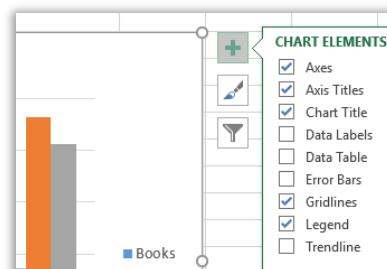 CHART ELEMENTS
Axes
Axis Titles
Chart Title
Data Labels
Data Table
Error Bars
Gridlines
Legend
Trendline
Books